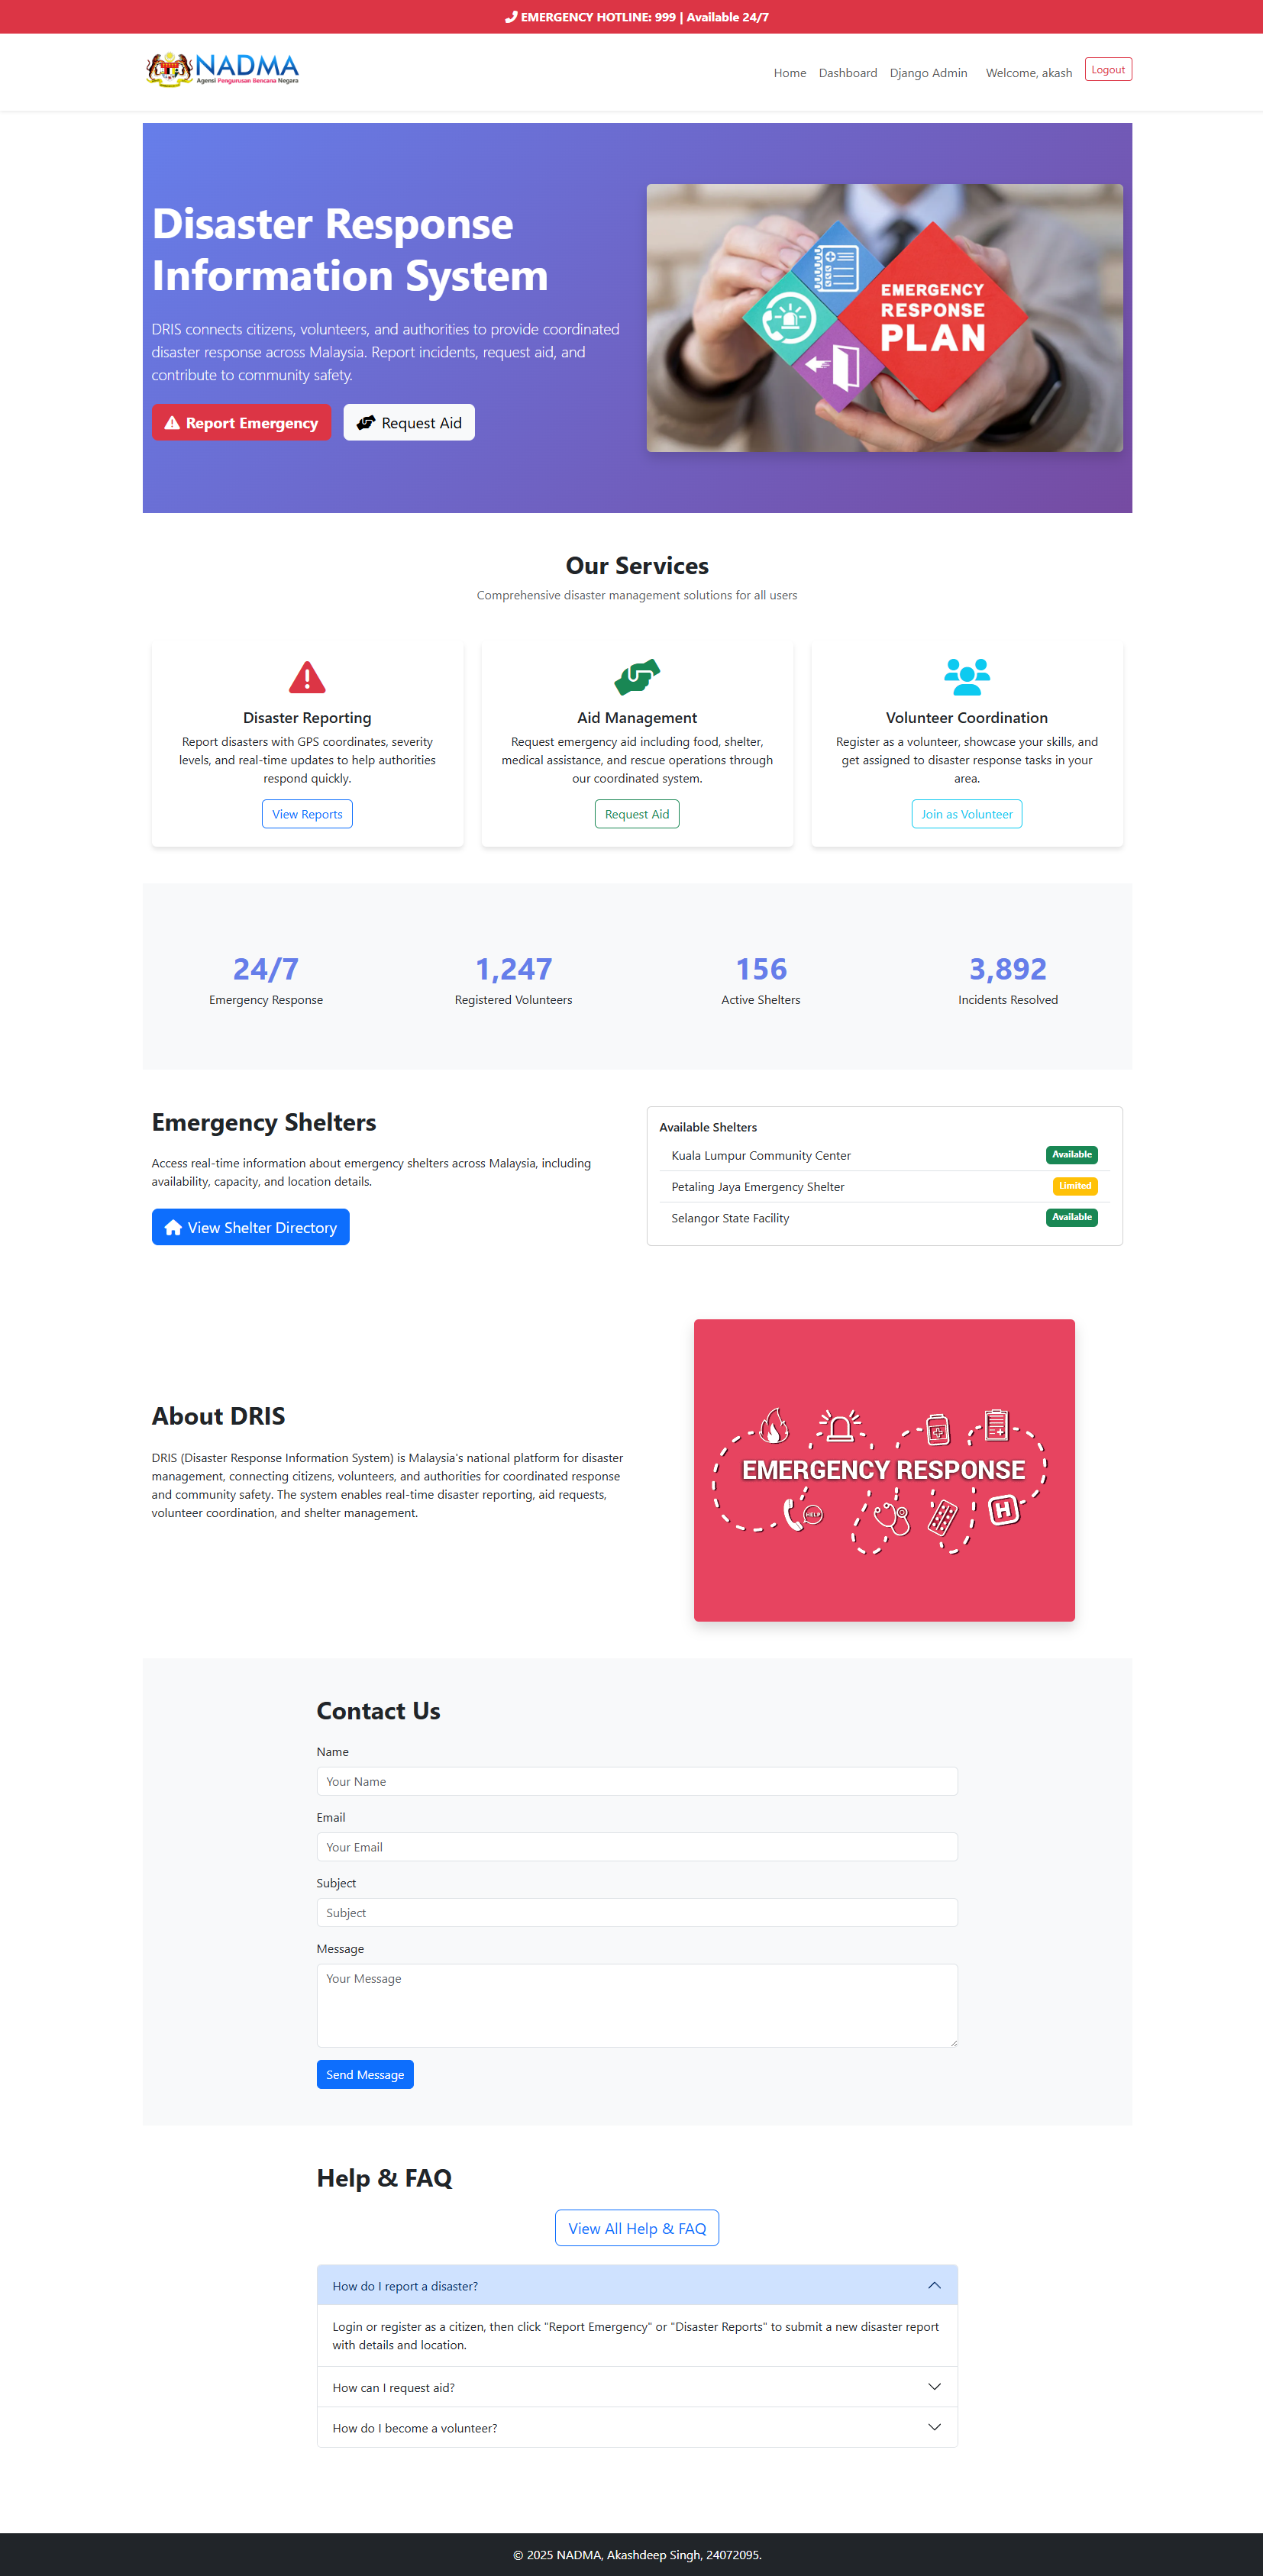 EMERGENCY HOTLINE: 999 | Available 24/7
NADMA
Agensi Pengurusan Bencana Negara
Home
Dashboard
Django Admin
Welcome, akash
Logout
Disaster Response
Information System
DRIS connects citizens, volunteers, and authorities to provide coordinated
disaster response across Malaysia. Report incidents, request aid, and
contribute to community safety.
Report Emergency
Request Aid
EMERGENCY
RESPONSE
PLAN
Our Services
Comprehensive disaster management solutions for all users
Disaster Reporting
Report disasters with GPS coordinates, severity
levels, and real-time updates to help authorities
respond quickly.
View Reports
Aid Management
Request emergency aid including food, shelter,
medical assistance, and rescue operations through
our coordinated system.
Request Aid
Volunteer Coordination
Register as a volunteer, showcase your skills, and
get assigned to disaster response tasks in your
area.
Join as Volunteer
24/7
Emergency Response
1,247
Registered Volunteers
156
Active Shelters
3,892
Incidents Resolved
Emergency Shelters
Access real-time information about emergency shelters across Malaysia, including
availability, capacity, and location details.
View Shelter Directory
Available Shelters
Kuala Lumpur Community Center
Available
Petaling Jaya Emergency Shelter
Limited
Selangor State Facility
Available
About DRIS
DRIS (Disaster Response Information System) is Malaysia's national platform for disaster
management, connecting citizens, volunteers, and authorities for coordinated response
and community safety. The system enables real-time disaster reporting, aid requests,
volunteer coordination, and shelter management.
EMERGENCY RESPONSE
HELP
H
Contact Us
Name
Your Name
Email
Your Email
Subject
Subject
Message
Your Message
Send Message
Help & FAQ
View All Help & FAQ
How do I report a disaster?
Login or register as a citizen, then click "Report Emergency" or "Disaster Reports" to submit a new disaster report
with details and location.
How can I request aid?
How do I become a volunteer?
© 2025 NADMA, Akashdeep Singh, 24072095.